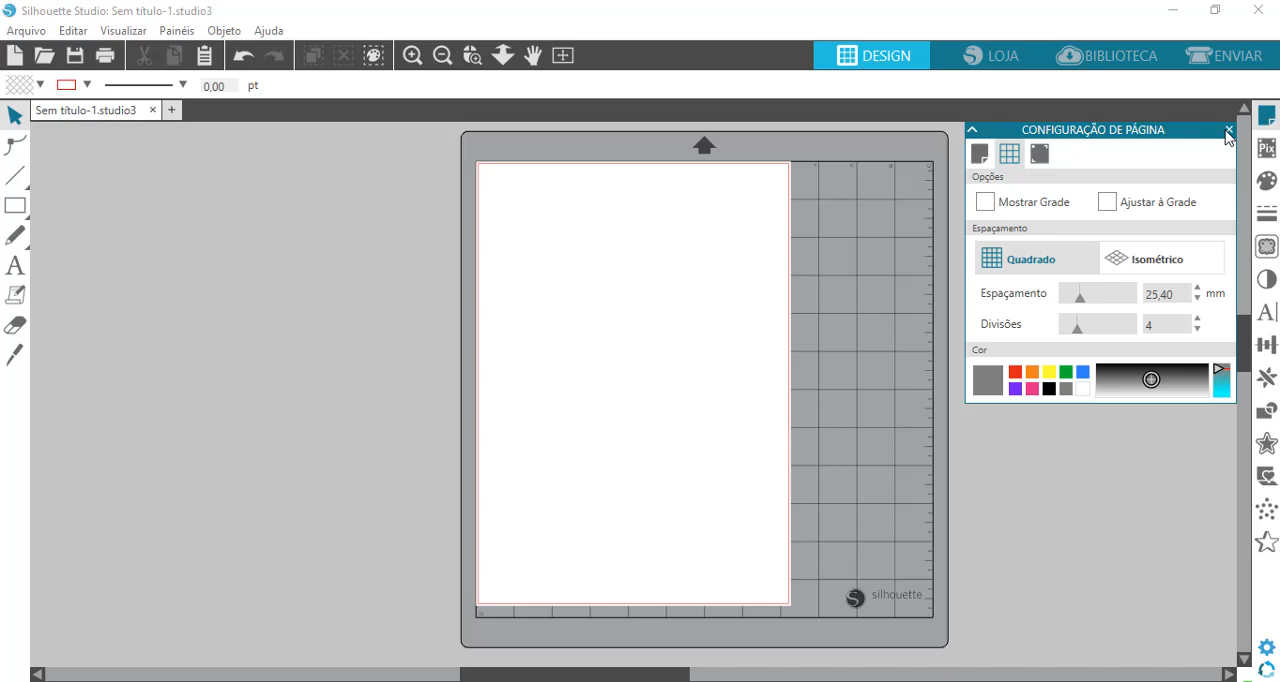 Silhouette Studio: Sem título-1.studio3
Arquivo Editar Visualizar Painéis Objeto Ajuda
DESIGN LOJA BIBLIOTECA ENVIAR
0,00 pt
Sem título-1.studio3 × +
CONFIGURAÇÃO DE PÁGINA
Pix
Opções
Mostrar Grade Ajustar à Grade
Espaçamento
Quadrado Isométrico
Espaçamento 25,40 mm
Divisões 4
Cor
silhouette